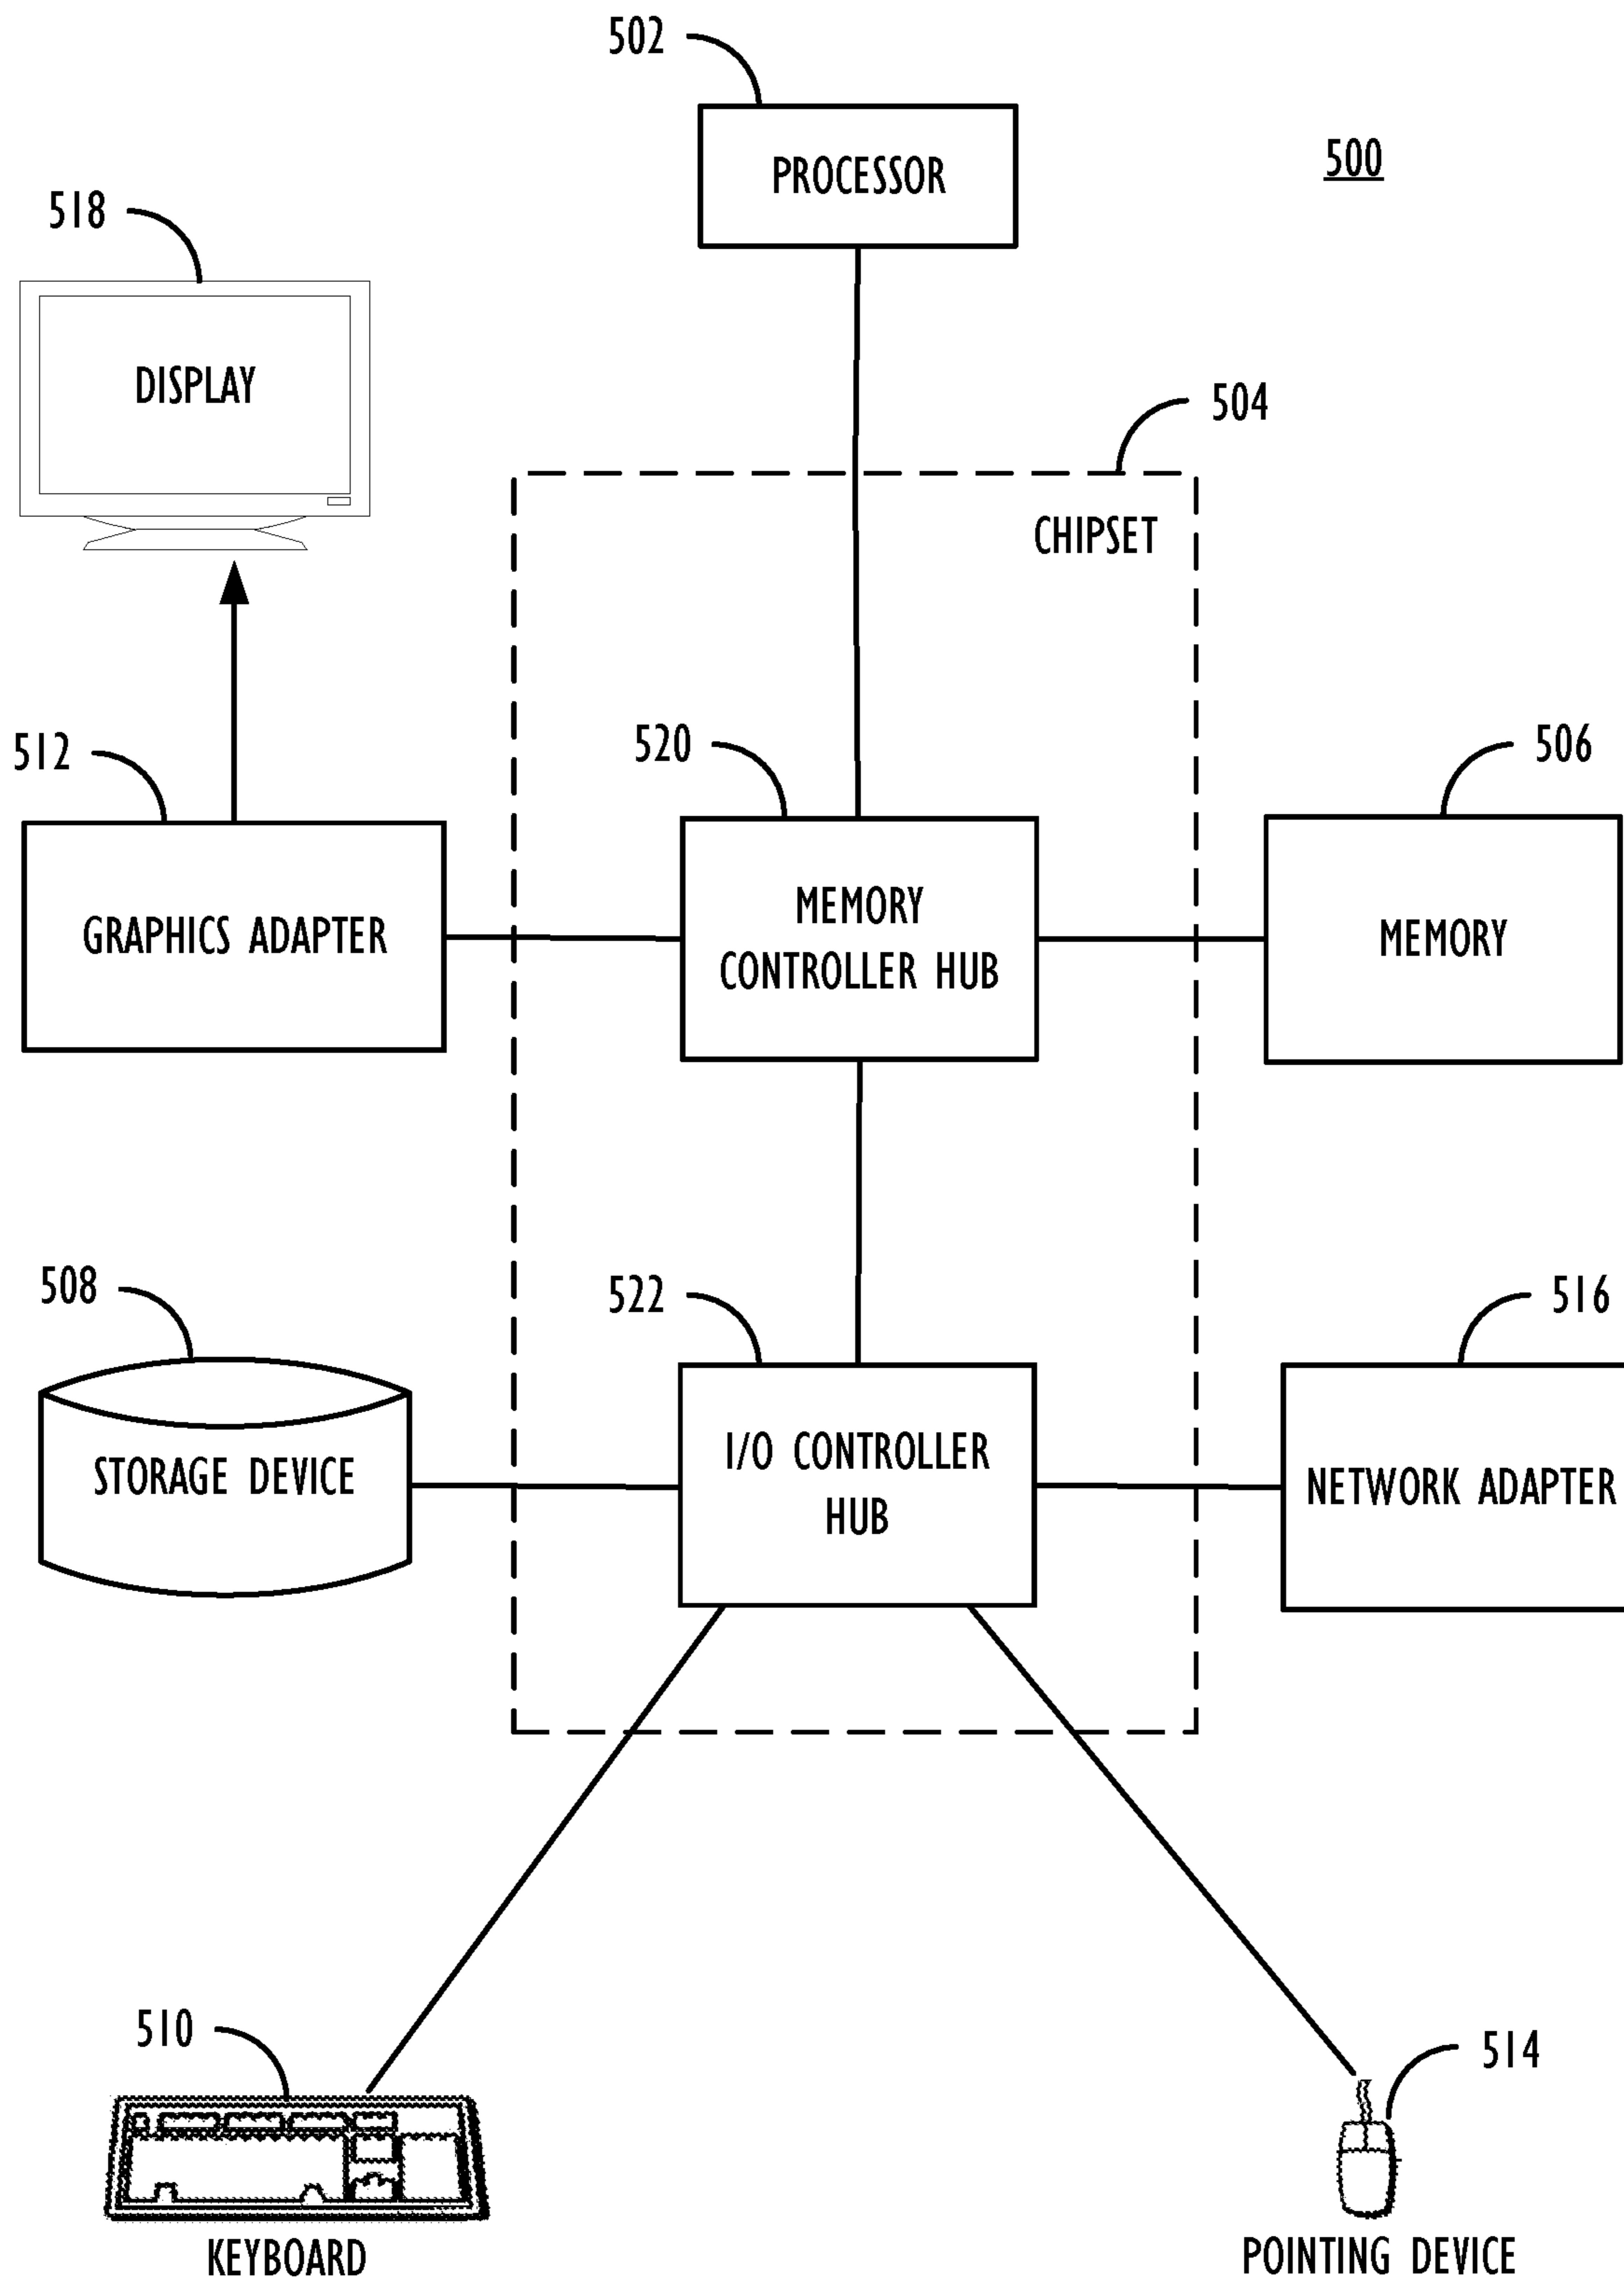 502
PROCESSOR
500
518
DISPLAY
504
CHIPSET
512
520
506
GRAPHICS ADAPTER
MEMORY
CONTROLLER HUB
MEMORY
508
522
516
STORAGE DEVICE
I/O CONTROLLER
HUB
NETWORK ADAPTER
510
514
KEYBOARD
POINTING DEVICE